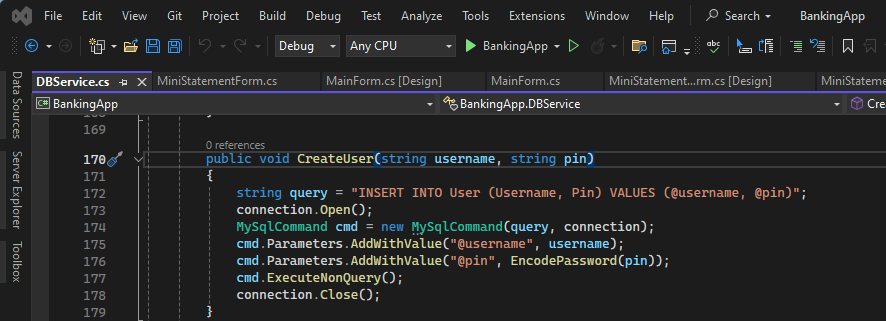 File Edit View Git Project Build Debug Test Analyze Tools Extensions Window Help Search BankingApp
Debug Any CPU BankingApp
DBService.cs MiniStatementForm.cs MainForm.cs [Design] MainForm.cs MiniStatement...rm.cs [Design] MiniStateme
C# BankingApp BankingApp.DBService Cre
Data Sources
Server Explorer
Toolbox
169
0 references
170 public void CreateUser(string username, string pin)
171 {
172 string query = "INSERT INTO User (Username, Pin) VALUES (@username, @pin)";
173 connection.Open();
174 MySqlCommand cmd = new MySqlCommand(query, connection);
175 cmd.Parameters.AddWithValue("@username", username);
176 cmd.Parameters.AddWithValue("@pin", EncodePassword(pin));
177 cmd.ExecuteNonQuery();
178 connection.Close();
179 }